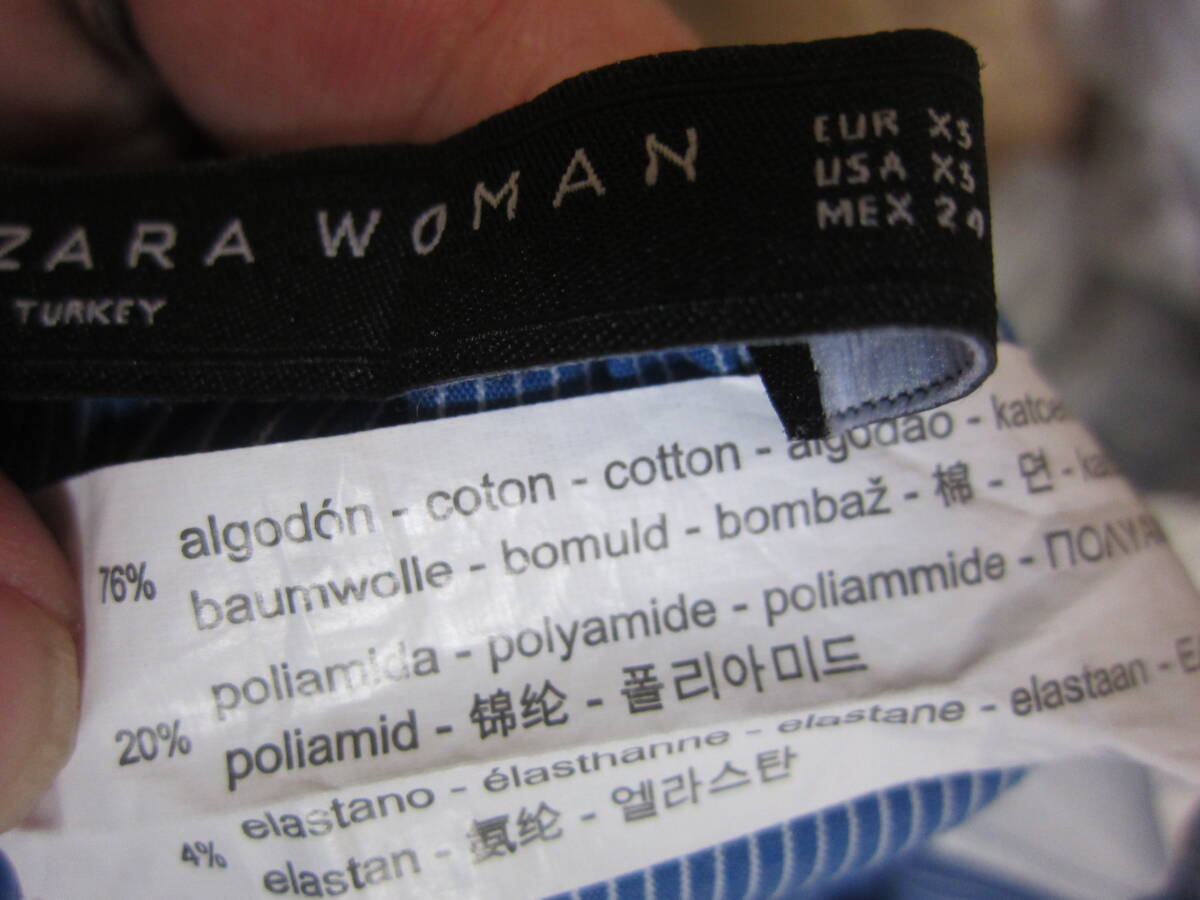 ZARA WOMAN
TURKEY
EUR XS
USA XS
MEX 24
algodón - coton - cotton - algodão -
76%
baumwolle - bomuld - bombaž - 棉 - 면 -
poliamida - polyamide - poliammide -
20%
poliamid - 锦纶 - 폴리아미드
elastano - élasthanne - elastane - elastaan -
4%
elastan - 氨纶 - 엘라스탄